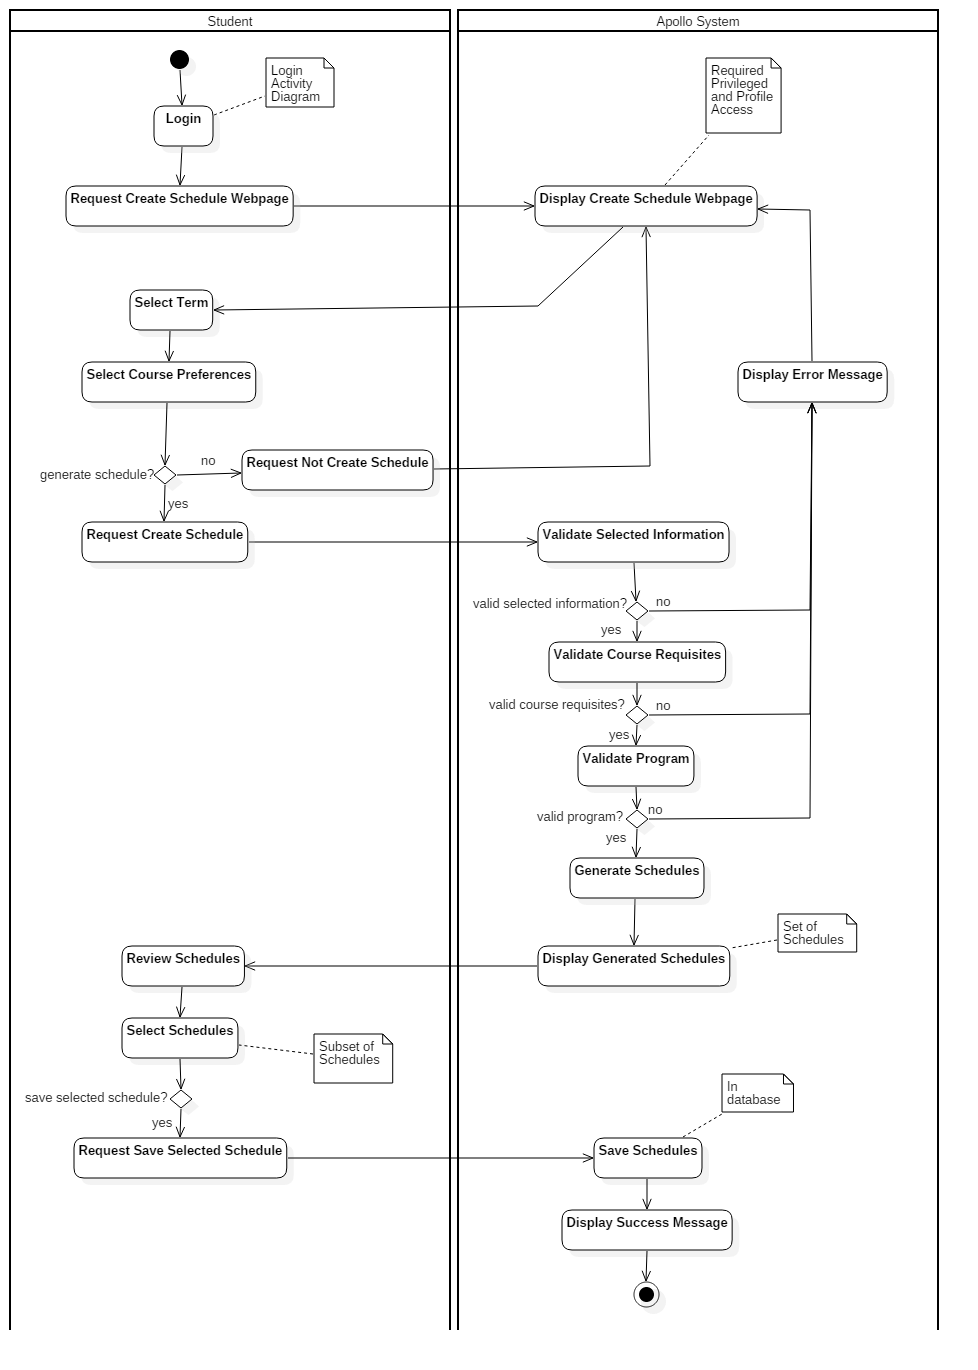 Student
Apollo System
Login
Activity
Diagram
Required
Privileged
and Profile
Access
Login
Request Create Schedule Webpage
Display Create Schedule Webpage
Select Term
Select Course Preferences
Display Error Message
generate schedule?
no
Request Not Create Schedule
yes
Request Create Schedule
Validate Selected Information
valid selected information?
no
yes
Validate Course Requisites
valid course requisites?
no
yes
Validate Program
valid program?
no
yes
Generate Schedules
Set of
Schedules
Review Schedules
Display Generated Schedules
Select Schedules
Subset of
Schedules
save selected schedule?
In
database
yes
Request Save Selected Schedule
Save Schedules
Display Success Message